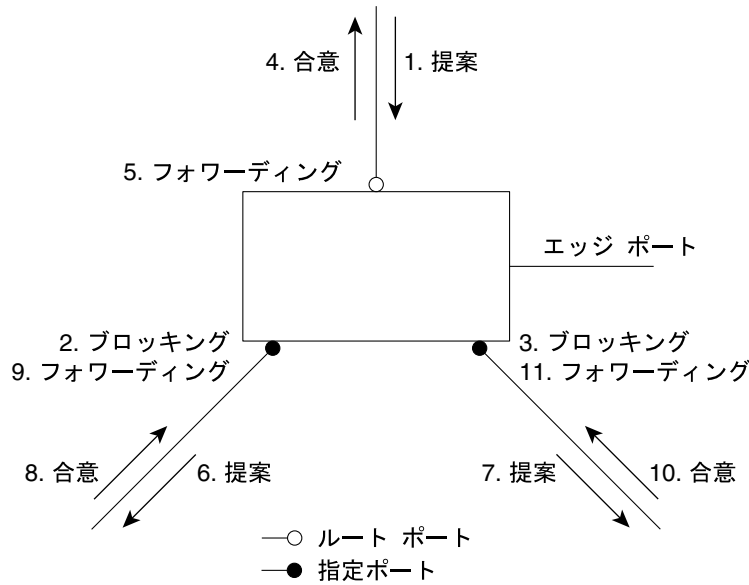 4. 合意
1. 提案
5. フォワーディング
エッジ ポート
2. ブロッキング
9. フォワーディング
3. ブロッキング
11. フォワーディング
8. 合意
6. 提案
7. 提案
10. 合意
ルート ポート
指定ポート